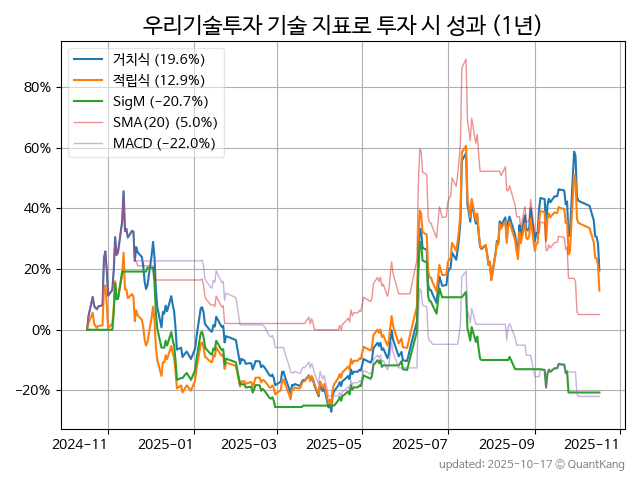 우리기술투자 기술 지표로 투자 시 성과 (1년)
거치식 (19.6%)
적립식 (12.9%)
SigM (−20.7%)
SMA(20) (5.0%)
MACD (−22.0%)
80%
60%
40%
20%
0%
−20%
2024-11 2025-01 2025-03 2025-05 2025-07 2025-09 2025-11
updated: 2025-10-17 © QuantKang